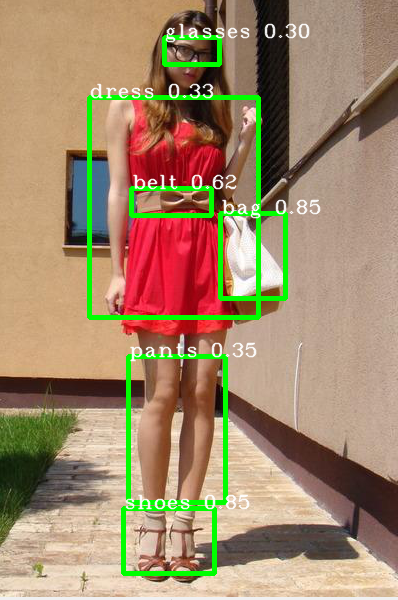 glasses 0.30
dress 0.33
belt 0.62
bag 0.85
pants 0.35
shoes 0.85